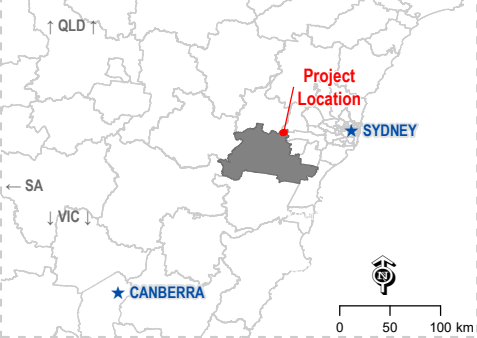 ↑ QLD ↑
Project
Location
SYDNEY
← SA
↓ VIC ↓
CANBERRA
N
0 50 100 km